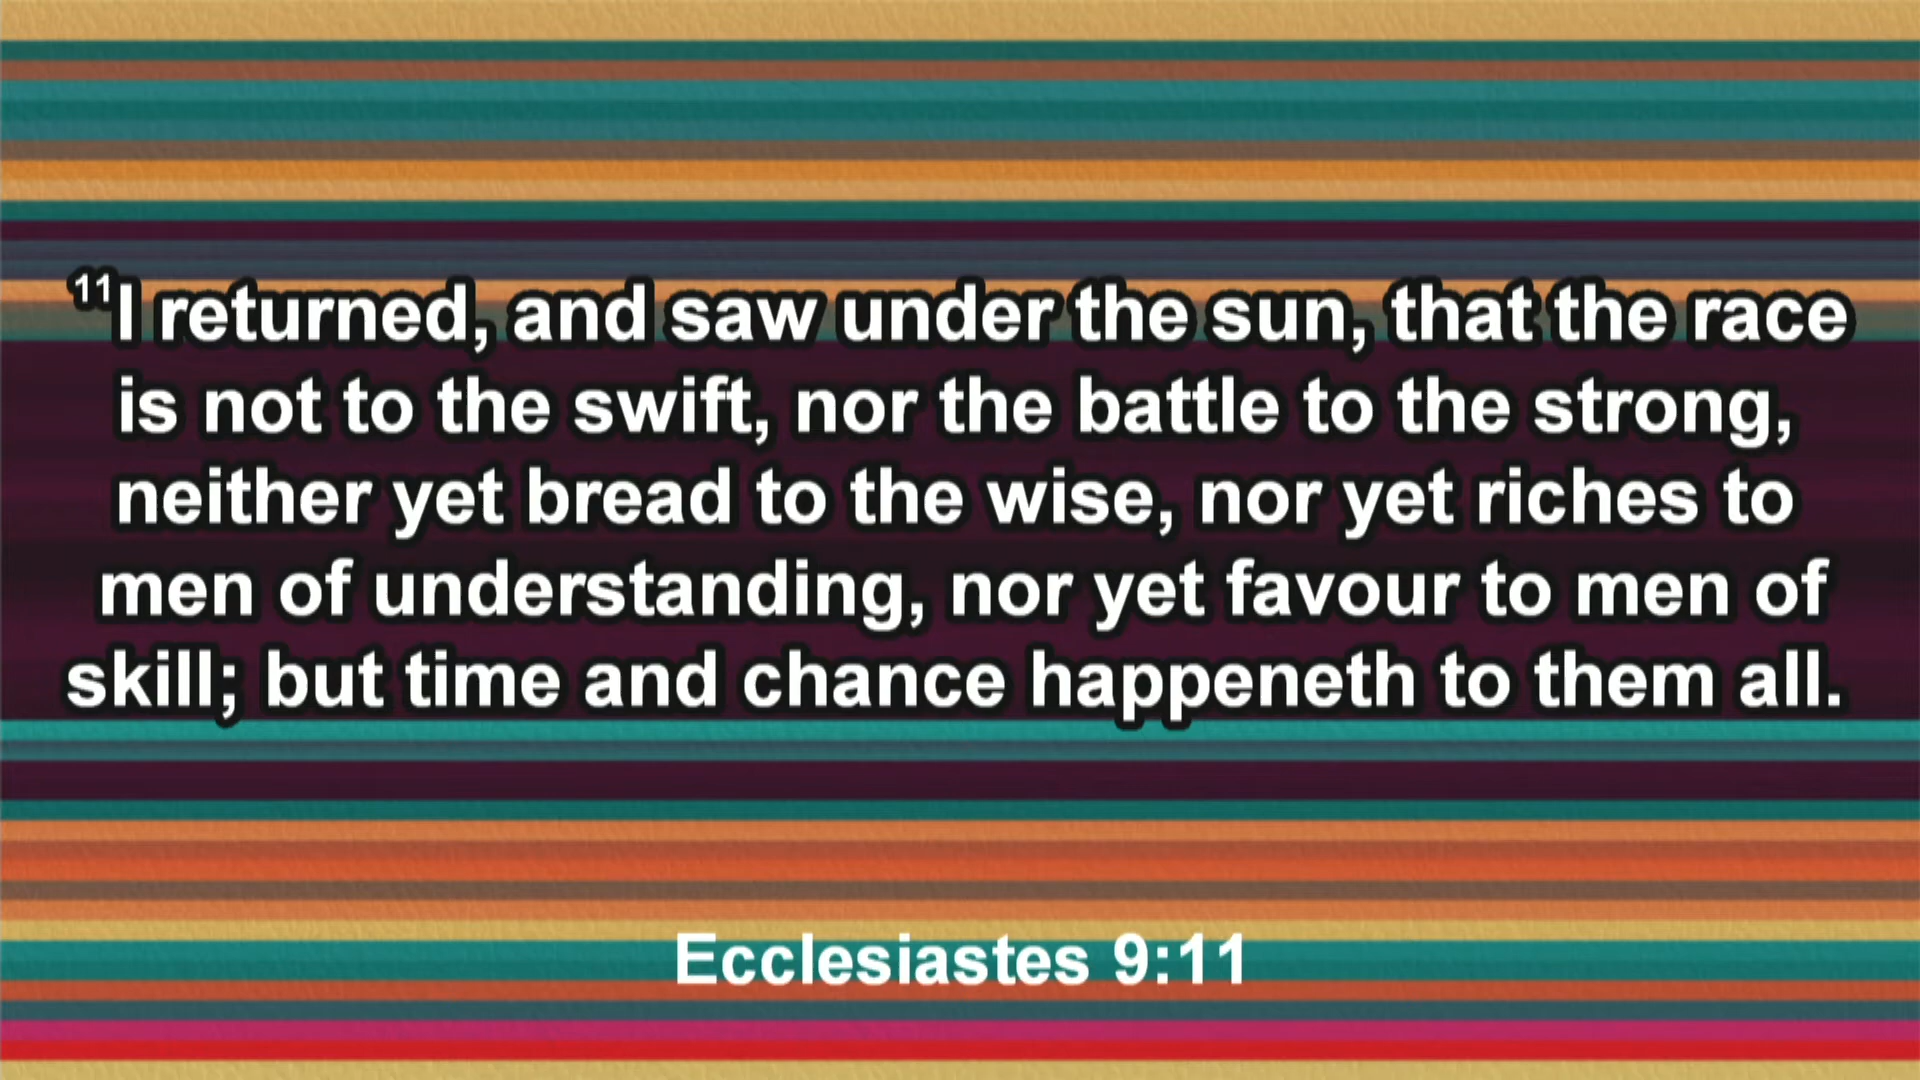 11I returned, and saw under the sun, that the race
is not to the swift, nor the battle to the strong,
neither yet bread to the wise, nor yet riches to
men of understanding, nor yet favour to men of
skill; but time and chance happeneth to them all.
Ecclesiastes 9:11